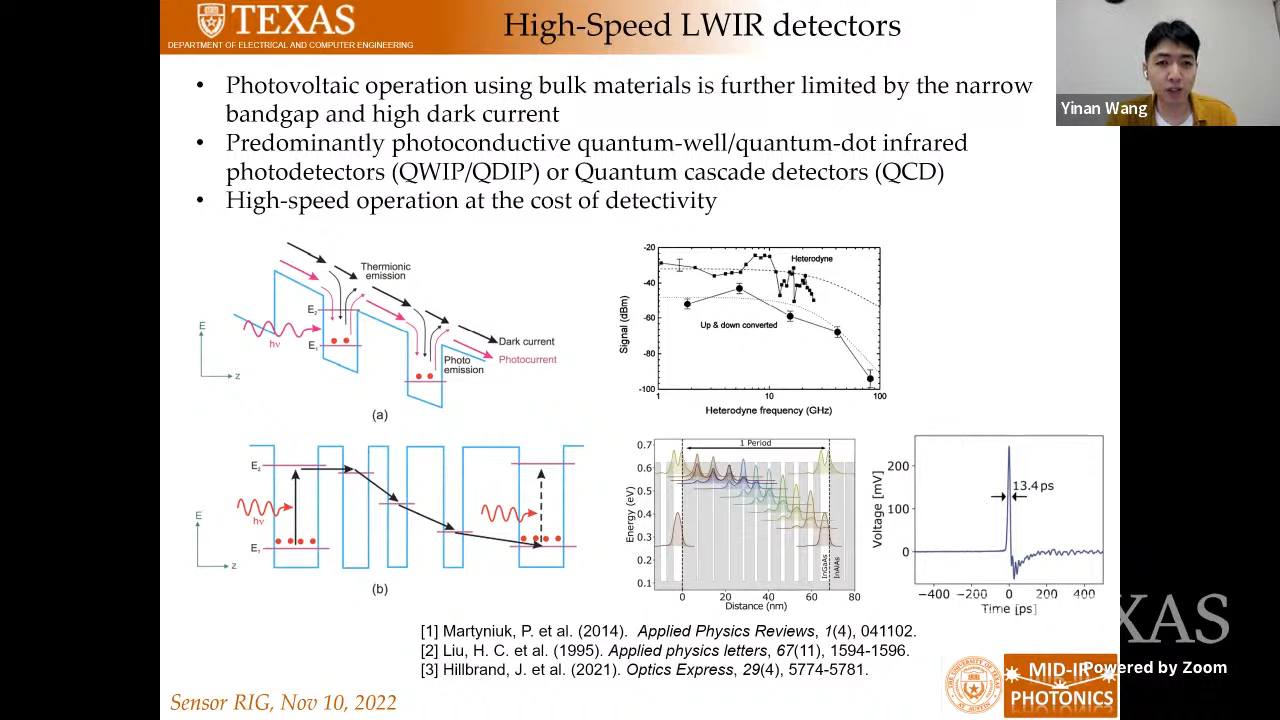 TEXAS
DEPARTMENT OF ELECTRICAL AND COMPUTER ENGINEERING
High-Speed LWIR detectors
Yinan Wang
• Photovoltaic operation using bulk materials is further limited by the narrow
bandgap and high dark current
• Predominantly photoconductive quantum-well/quantum-dot infrared
photodetectors (QWIP/QDIP) or Quantum cascade detectors (QCD)
• High-speed operation at the cost of detectivity
Thermionic
emission
E₂
E₁
hν
E
z
Dark current
Photocurrent
Photo
emission
(a)
Signal (dBm)
-20
-40
-60
-80
-100
Heterodyne
Up & down converted
1
10
100
Heterodyne frequency (GHz)
E₂
hν
E₁
hν
E
z
(b)
Energy (eV)
0.7
0.6
0.5
0.4
0.3
0.2
0.1
1 Period
InGaAs
InAlAs
0
20
40
60
80
Distance (nm)
Voltage [mV]
200
100
0
13.4 ps
−400
−200
0
200
400
Time [ps]
[1] Martyniuk, P. et al. (2014). Applied Physics Reviews, 1(4), 041102.
[2] Liu, H. C. et al. (1995). Applied physics letters, 67(11), 1594-1596.
[3] Hillbrand, J. et al. (2021). Optics Express, 29(4), 5774-5781.
TEXAS
MID-IR
PHOTONICS
Powered by Zoom
Sensor RIG, Nov 10, 2022